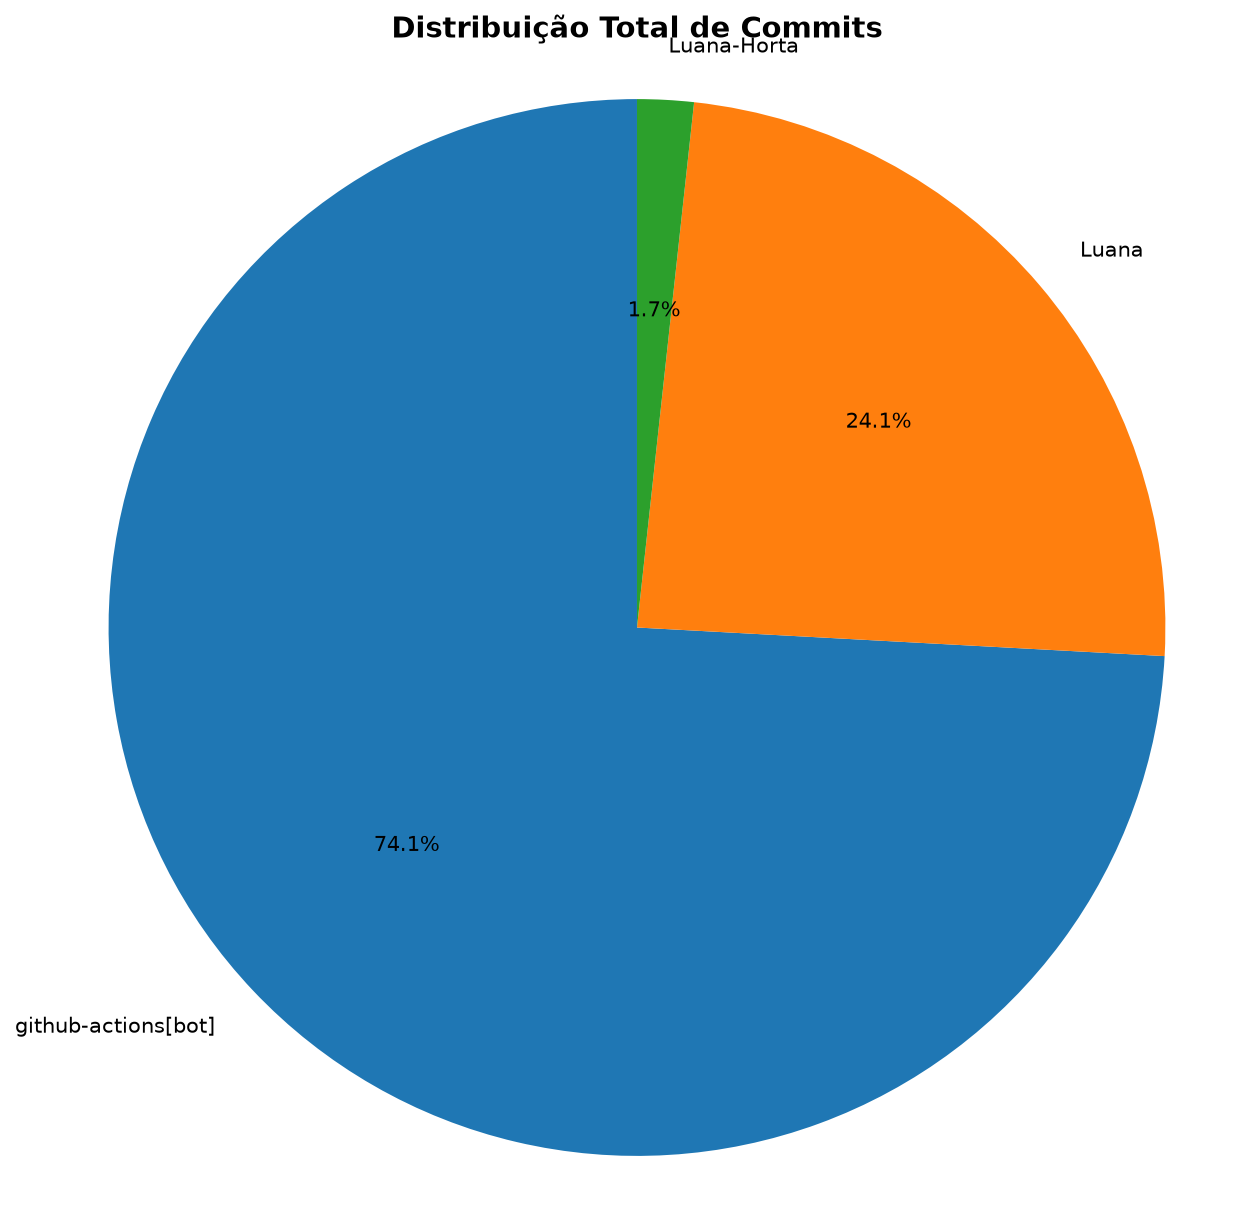 Distribuição Total de Commits
Luana-Horta
Luana
1.7%
24.1%
74.1%
github-actions[bot]